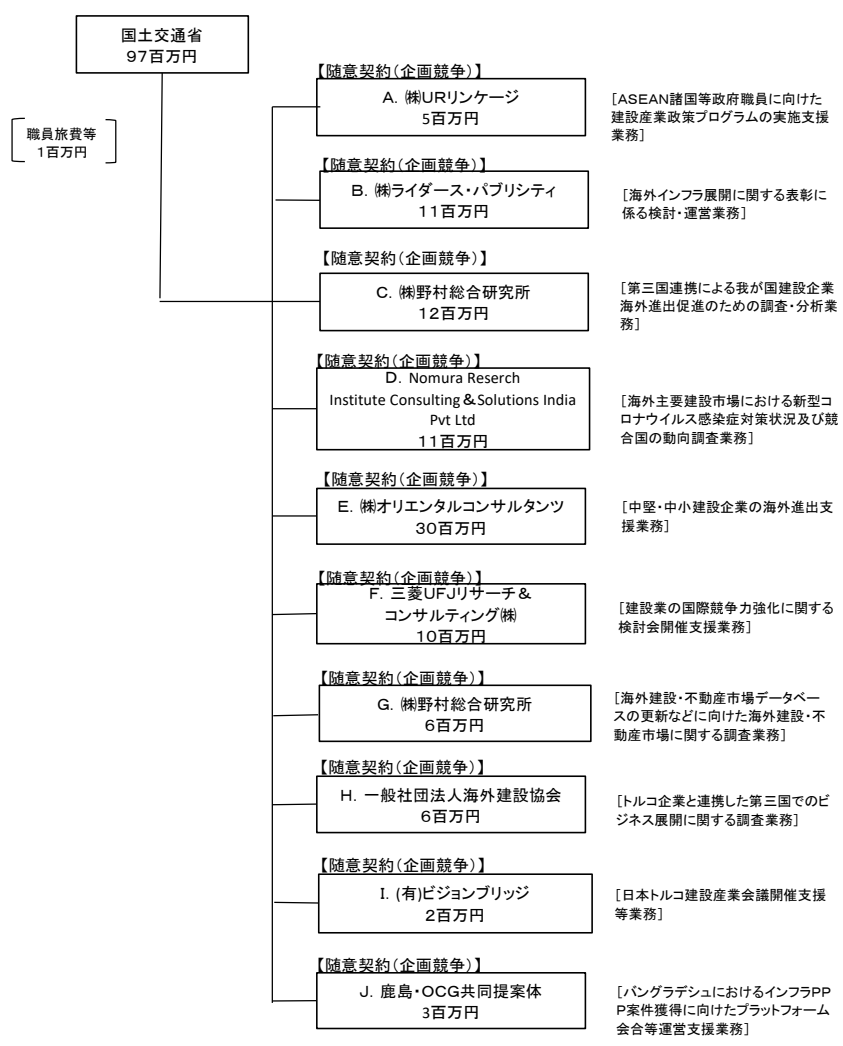 国土交通省
97百万円
職員旅費等
1百万円
【随意契約(企画競争)】
A. ㈱URリンケージ
5百万円
[ASEAN諸国等政府職員に向けた
建設産業政策プログラムの実施支援
業務]
【随意契約(企画競争)】
B. ㈱ライダース・パブリシティ
11百万円
[海外インフラ展開に関する表彰に
係る検討・運営業務]
【随意契約(企画競争)】
C. ㈱野村総合研究所
12百万円
[第三国連携による我が国建設企業
海外進出促進のための調査・分析業
務]
【随意契約(企画競争)】
D. Nomura Reserch
Institute Consulting＆Solutions India
Pvt Ltd
11百万円
[海外主要建設市場における新型コ
ロナウイルス感染症対策状況及び競
合国の動向調査業務]
【随意契約(企画競争)】
E. ㈱オリエンタルコンサルタンツ
30百万円
[中堅・中小建設企業の海外進出支
援業務]
【随意契約(企画競争)】
F. 三菱UFJリサーチ＆
コンサルティング㈱
10百万円
[建設業の国際競争力強化に関する
検討会開催支援業務]
【随意契約(企画競争)】
G. ㈱野村総合研究所
6百万円
[海外建設・不動産市場データベー
スの更新などに向けた海外建設・不
動産市場に関する調査業務]
【随意契約(企画競争)】
H. 一般社団法人海外建設協会
6百万円
[トルコ企業と連携した第三国でのビ
ジネス展開に関する調査業務]
【随意契約(企画競争)】
I. (有)ビジョンブリッジ
2百万円
[日本トルコ建設産業会議開催支援
等業務]
【随意契約(企画競争)】
J. 鹿島・OCG共同提案体
3百万円
[バングラデシュにおけるインフラPP
P案件獲得に向けたプラットフォーム
会合等運営支援業務]